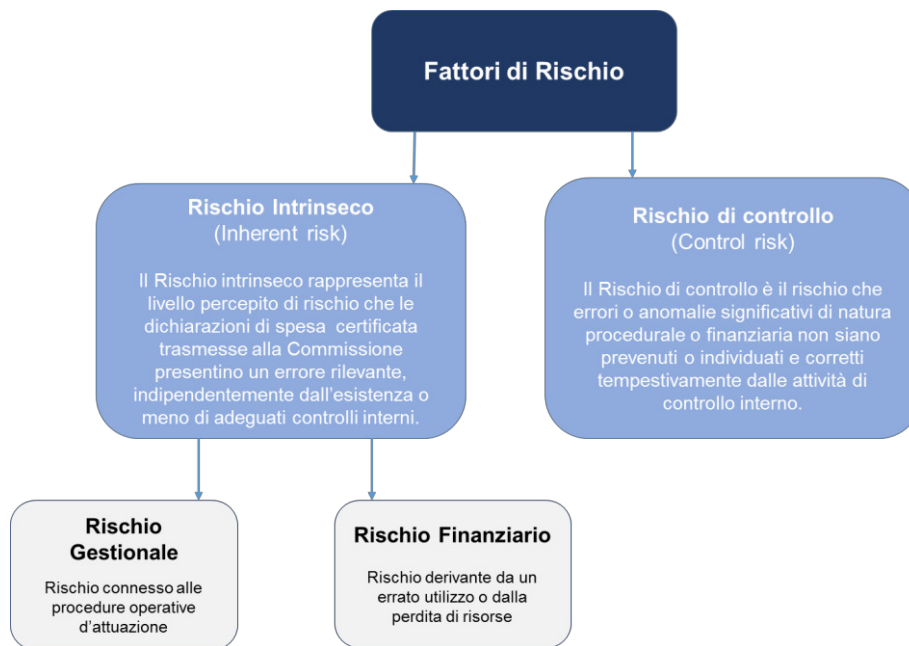 Fattori di Rischio
Rischio Intrinseco
(Inherent risk)
Il Rischio intrinseco rappresenta il
livello percepito di rischio che le
dichiarazioni di spesa certificata
trasmesse alla Commissione
presentino un errore rilevante,
indipendentemente dall'esistenza o
meno di adeguati controlli interni.
Rischio di controllo
(Control risk)
Il Rischio di controllo è il rischio che
errori o anomalie significativi di natura
procedurale o finanziaria non siano
prevenuti o individuati e corretti
tempestivamente dalle attività di
controllo interno.
Rischio
Gestionale
Rischio connesso alle
procedure operative
d'attuazione
Rischio Finanziario
Rischio derivante da un
errato utilizzo o dalla
perdita di risorse